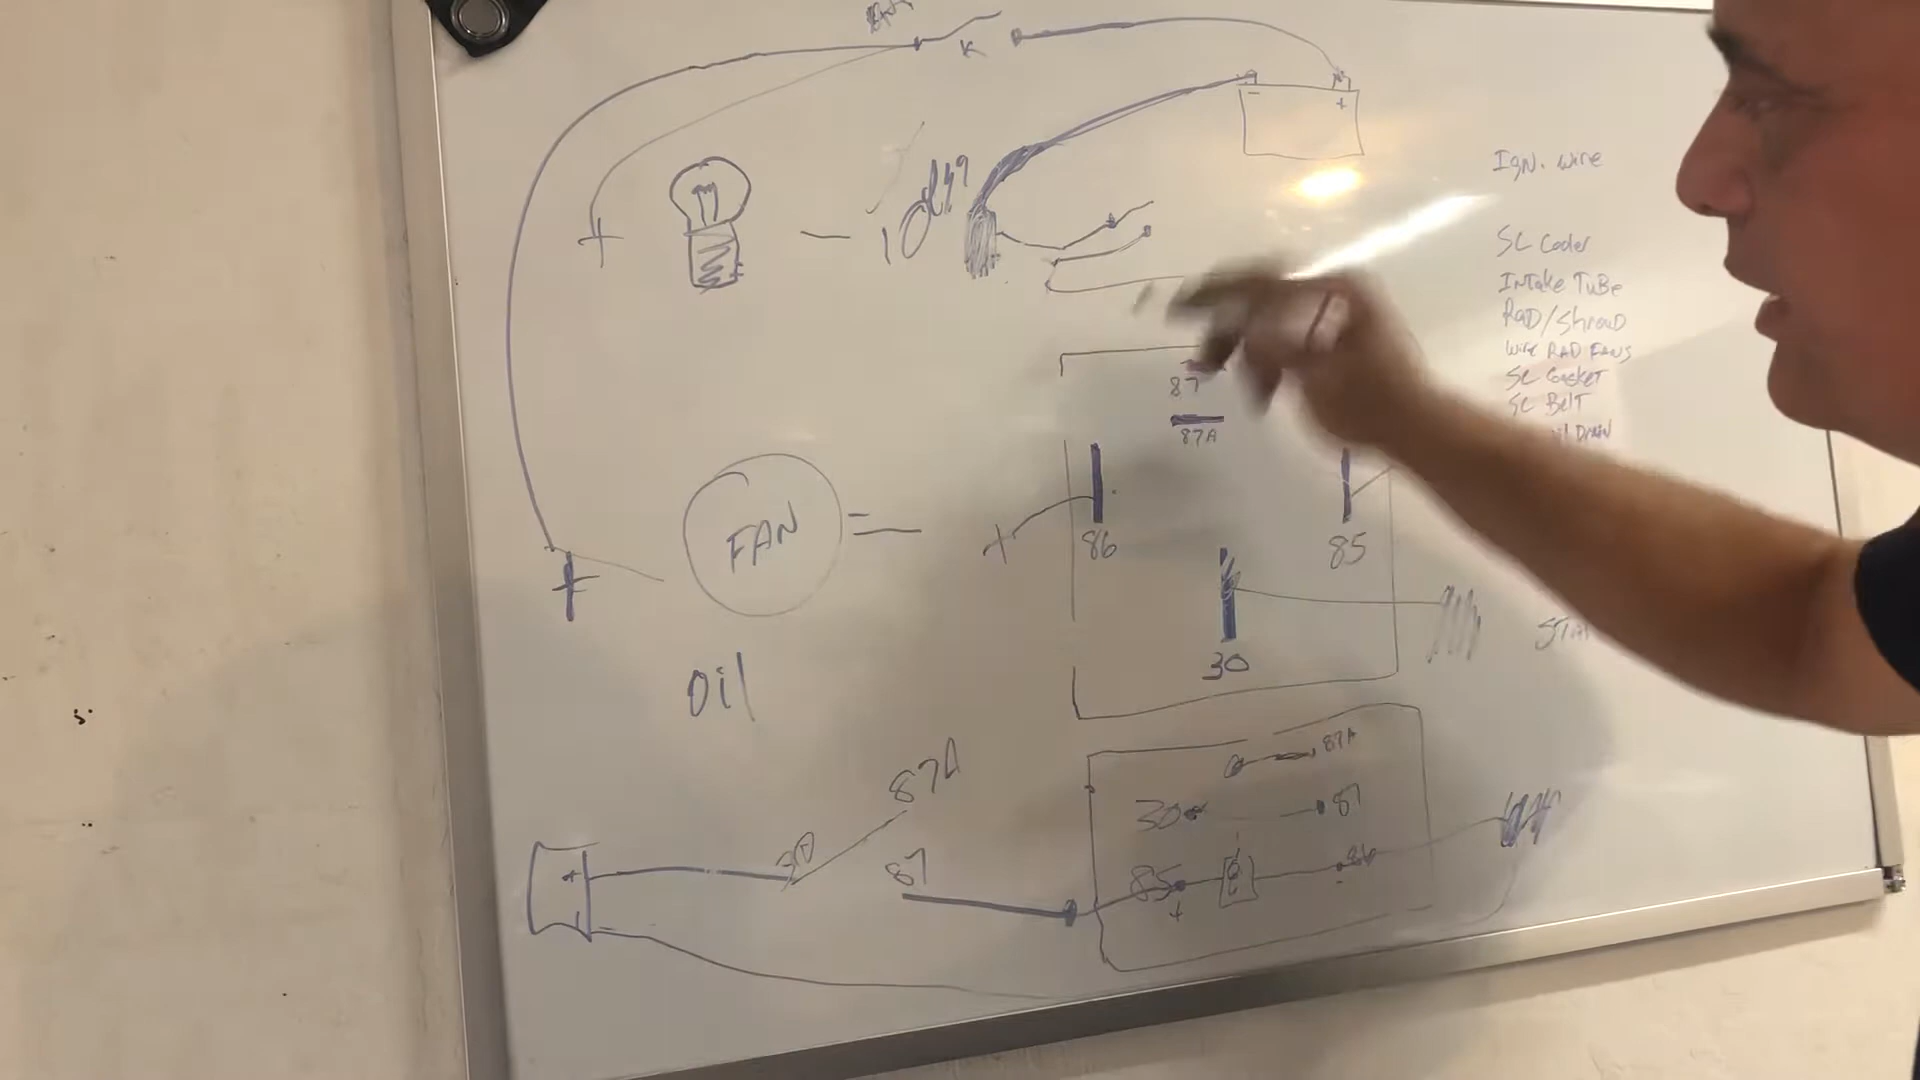 K
- +
Ign. wire
+ -
SC Cooler
Intake Tube
RAD/Shroud
Wire RAD FANS
SC Gasket
SC Belt
87
87A
FAN
+ 86
85
+
30
Oil
87A
87A
30 87
87
85 86
+
+
-